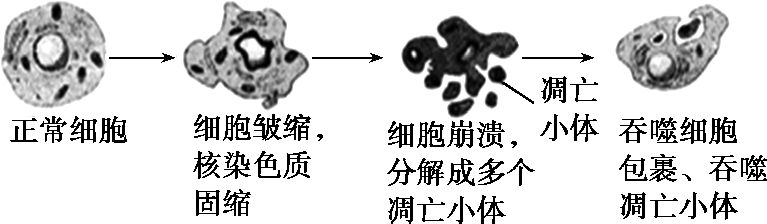 正常细胞
细胞皱缩，
核染色质
固缩
细胞崩溃，
分解成多个
凋亡小体
凋亡
小体
吞噬细胞
包裹、吞噬
凋亡小体